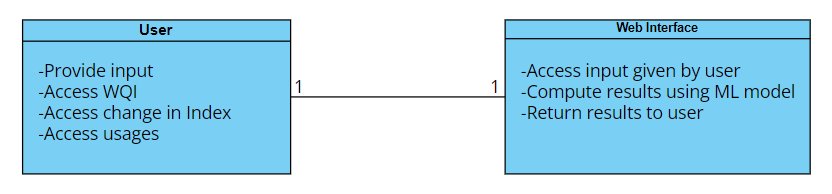 User
-Provide input
-Access WQI
-Access change in Index
-Access usages
1
1
Web Interface
-Access input given by user
-Compute results using ML model
-Return results to user